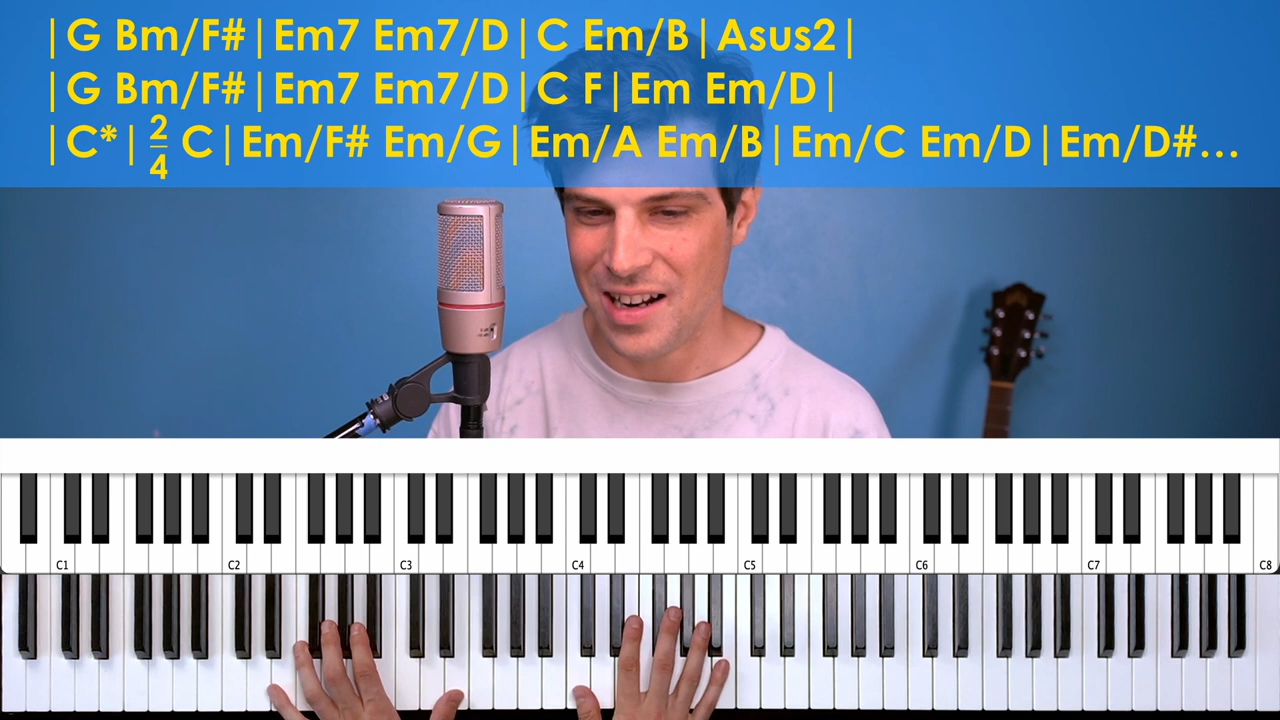 |G Bm/F#|Em7 Em7/D|C Em/B|Asus2|
|G Bm/F#|Em7 Em7/D|C F|Em Em/D|
|C*|2/4 C|Em/F# Em/G|Em/A Em/B|Em/C Em/D|Em/D#...
C1 C2 C3 C4 C5 C6 C7 C8